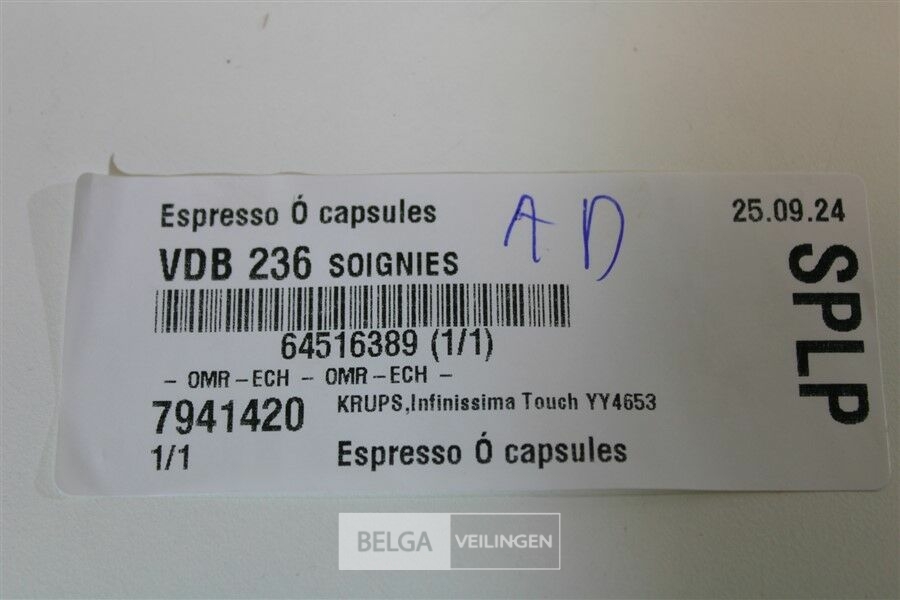 Espresso Ó capsules
AD
25.09.24
VDB 236 SOIGNIES
SPLP
64516389 (1/1)
- OMR-ECH - OMR-ECH -
7941420
KRUPS,Infinissima Touch YY4653
1/1
Espresso Ó capsules
BELGA VEILINGEN